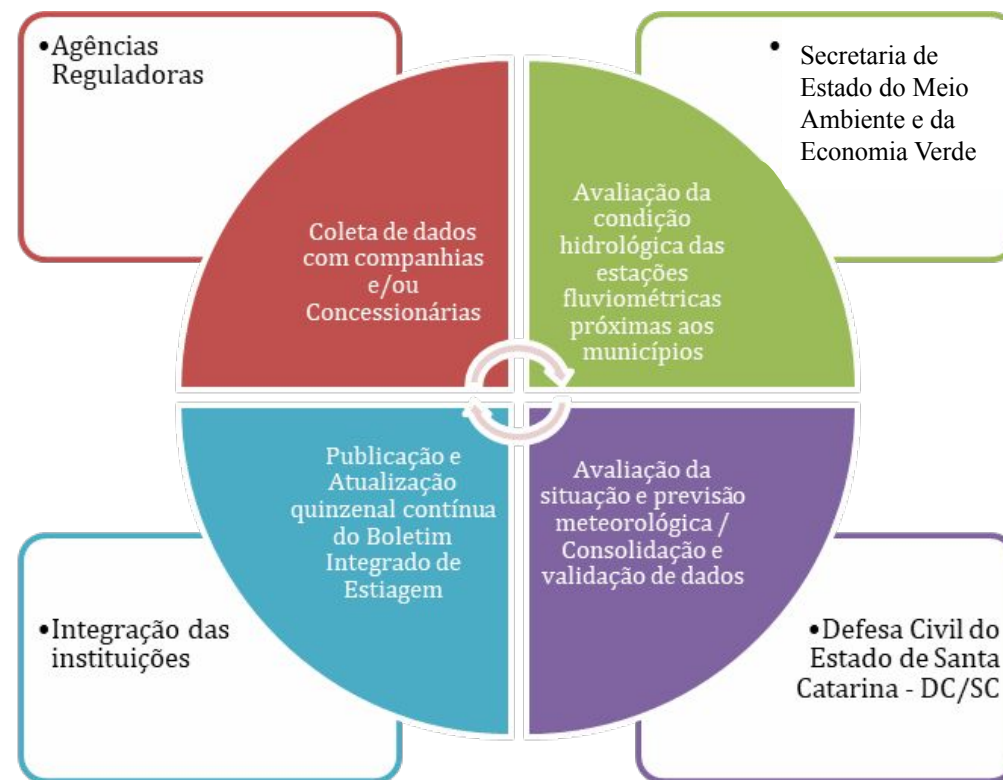 •Agências
Reguladoras
• Secretaria de
Estado do Meio
Ambiente e da
Economia Verde
Coleta de dados
com companhias
e/ou
Concessionárias
Avaliação da
condição
hidrológica das
estações
fluviométricas
próximas aos
municípios
Publicação e
Atualização
quinzenal contínua
do Boletim
Integrado de
Estiagem
Avaliação da
situação e previsão
meteorológica /
Consolidação e
validação de dados
•Integração das
instituições
•Defesa Civil do
Estado de Santa
Catarina - DC/SC